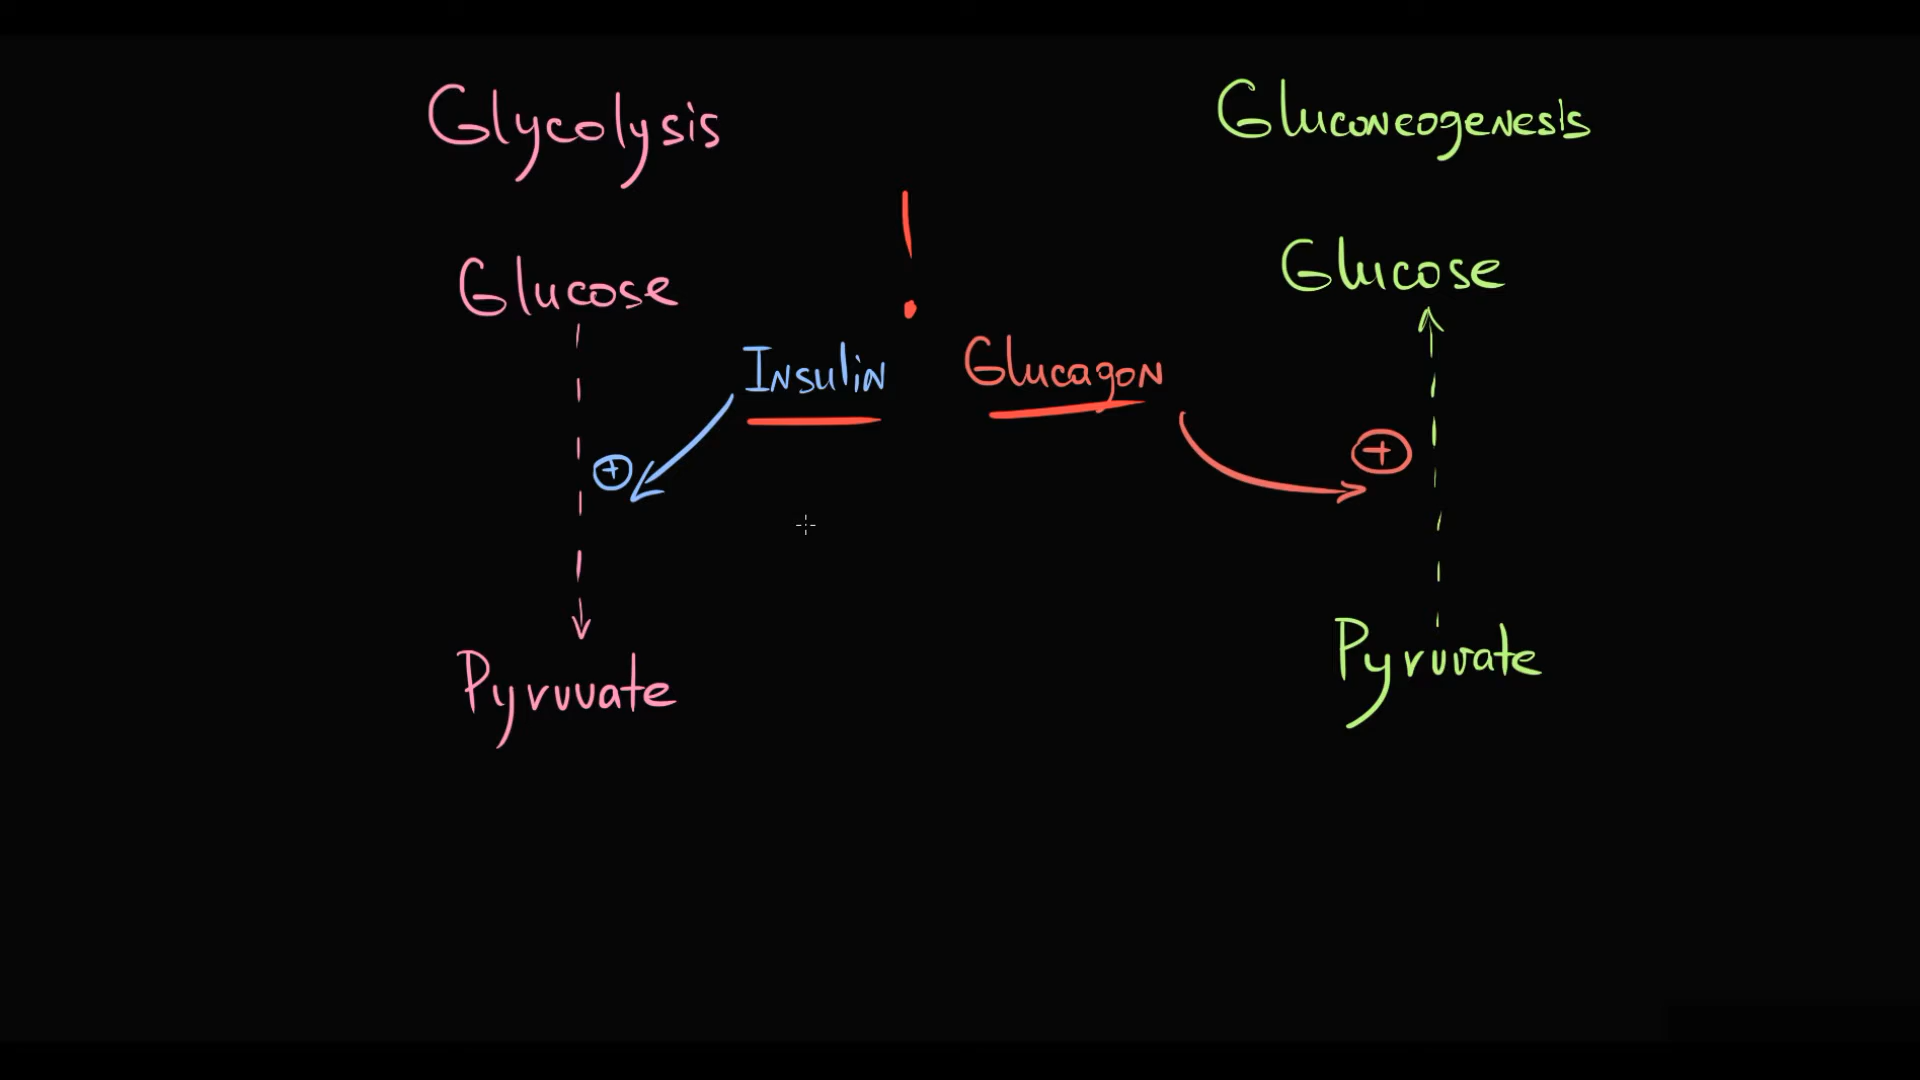 Glycolysis
Gluconeogenesis
!
Glucose
Glucose
Insulin
Glucagon
+
+
Pyruvate
Pyruvate